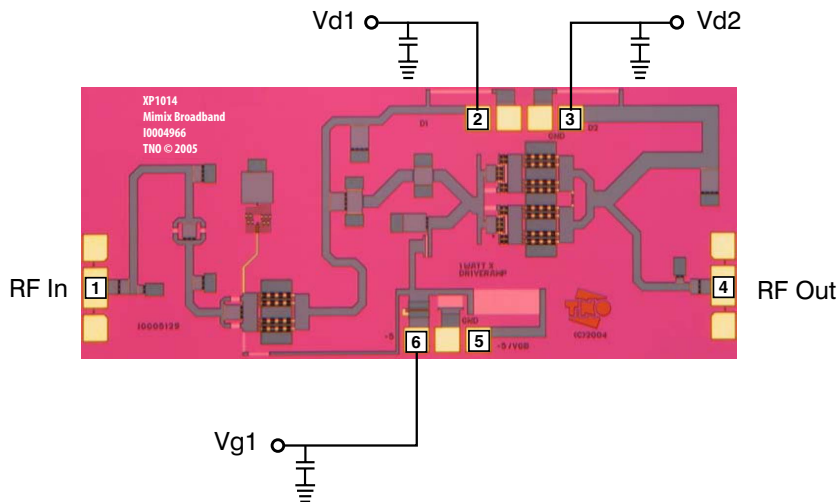 Vd1
Vd2
XP1014
Mimix Broadband
I0004966
TNO © 2005
2
3
D1
GND
D2
RF In
1
1 WATT X
DRIVERAMP
4
RF Out
I0005129
-5
6
GND
5
-5/VGB
(C)2004
Vg1